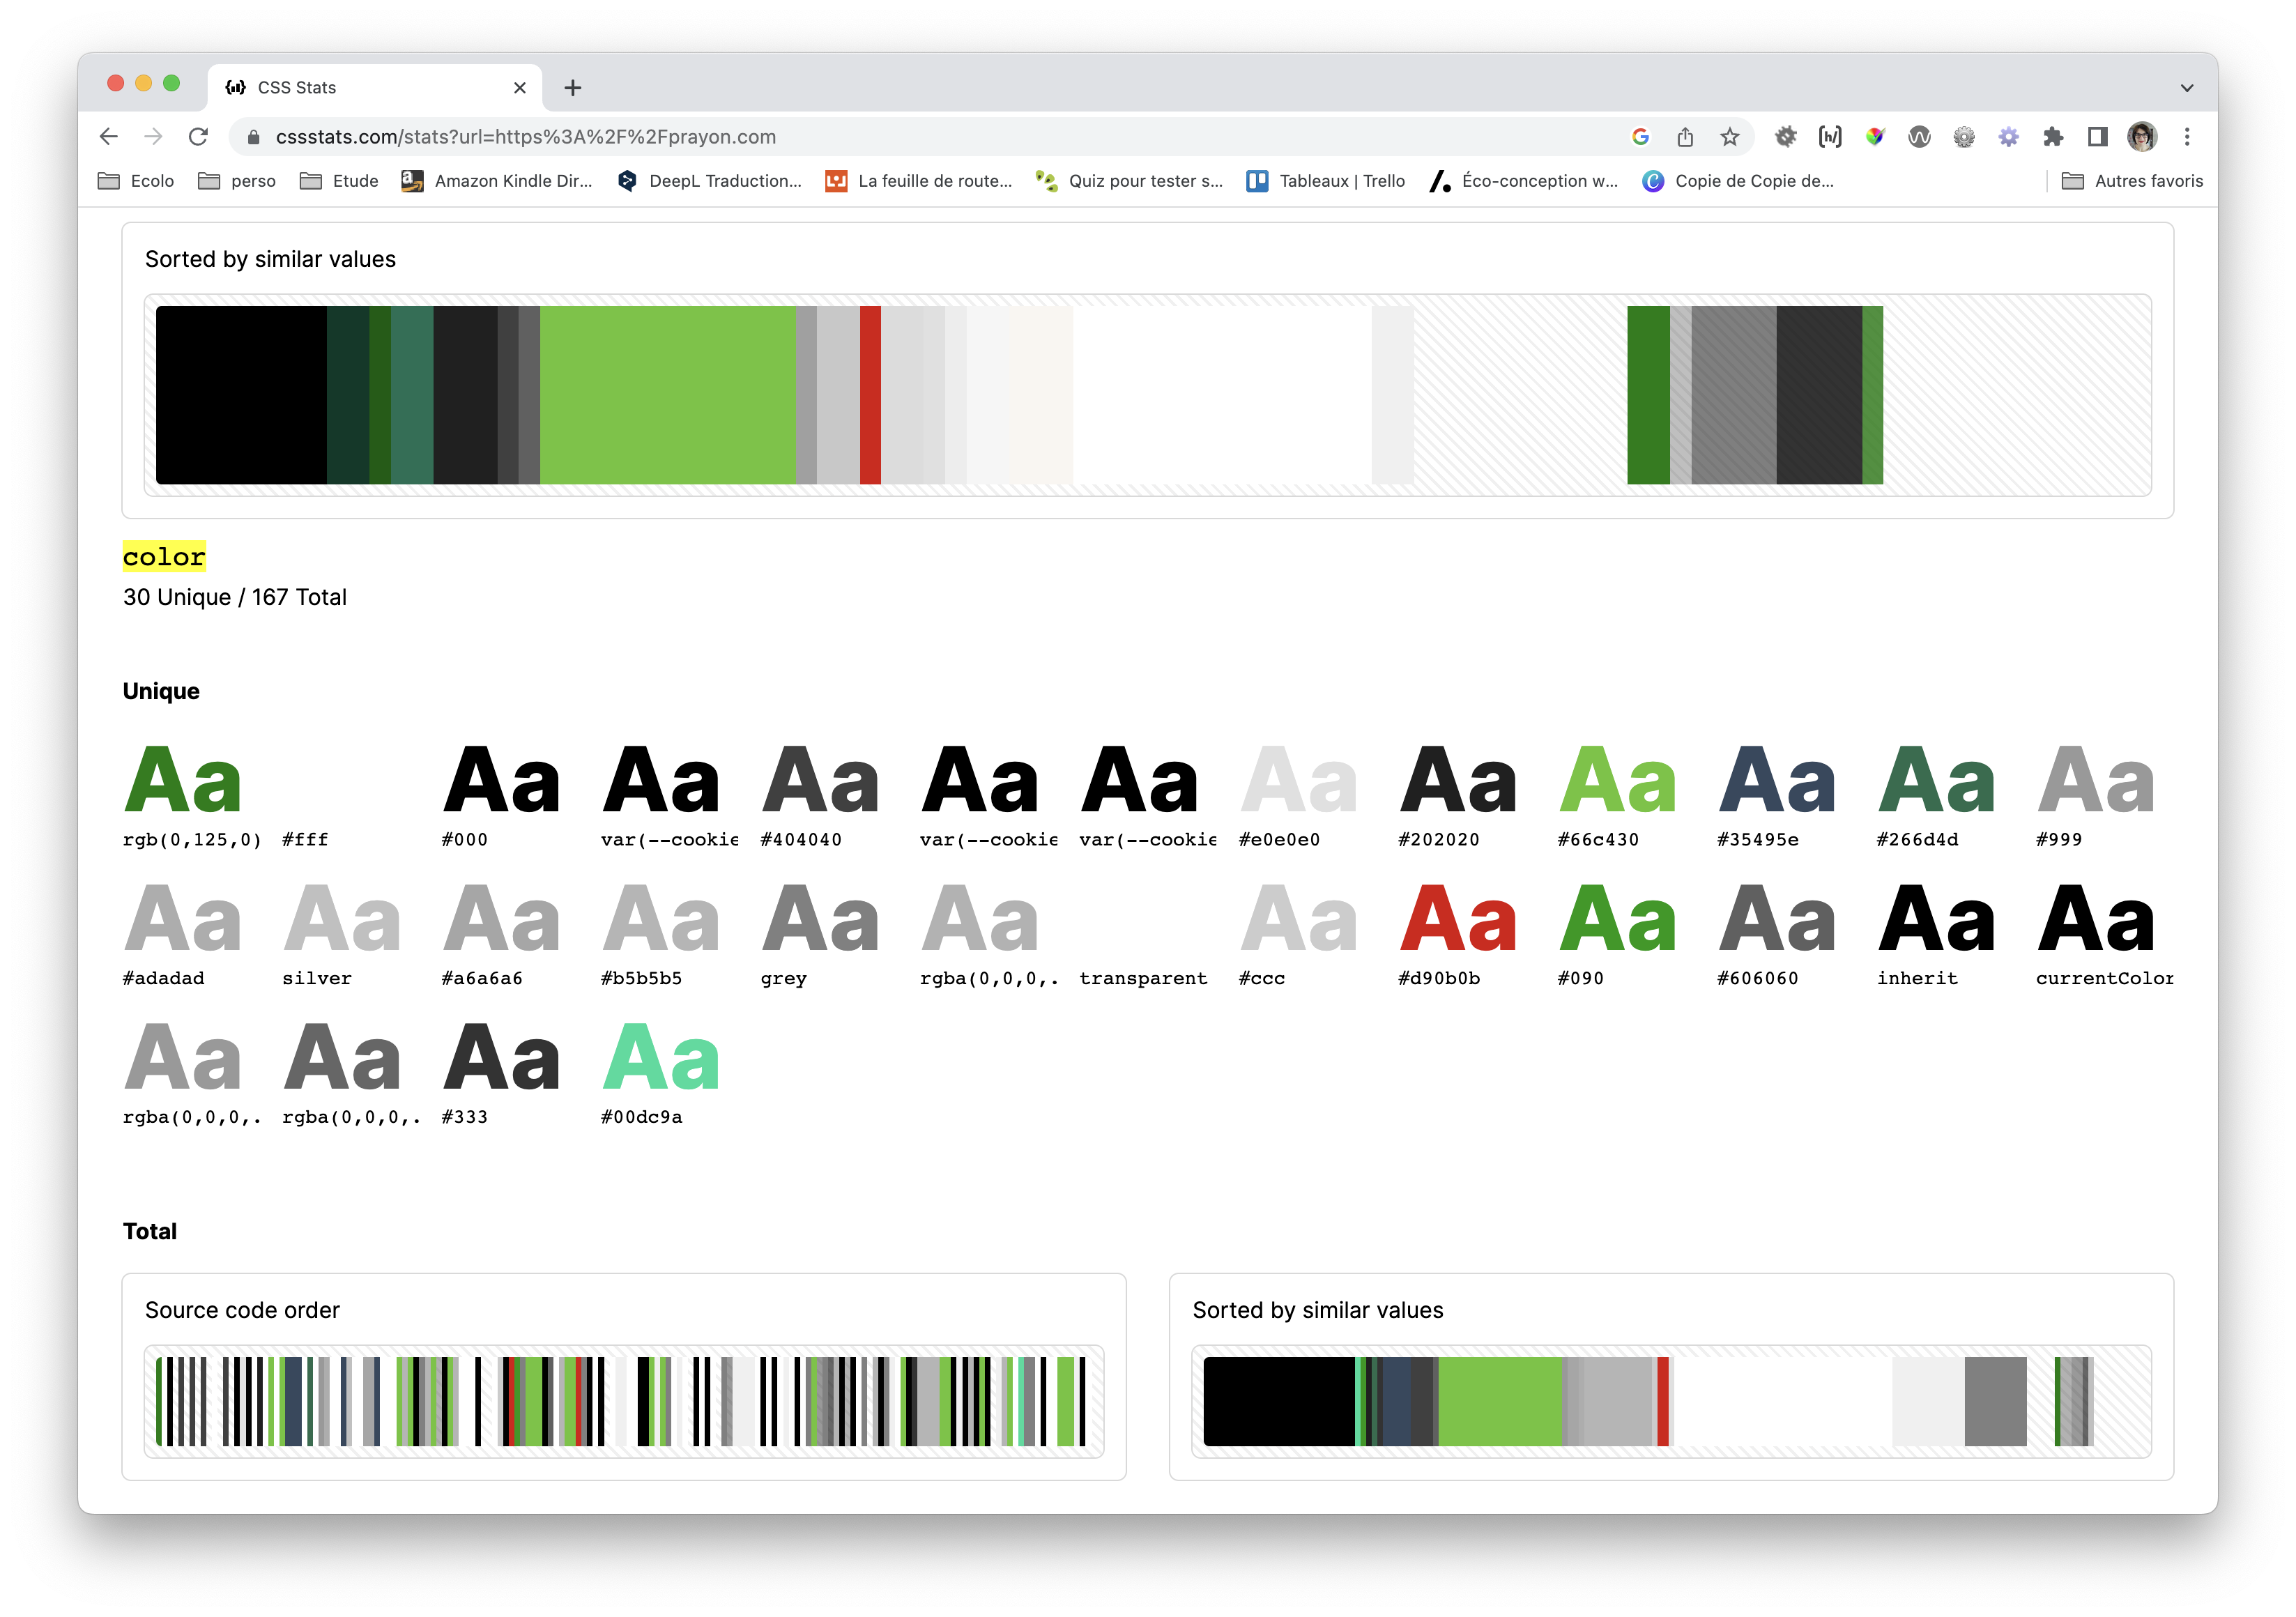 CSS Stats
cssstats.com/stats?url=https%3A%2F%2Fprayon.com
Ecolo perso Etude Amazon Kindle Dir... DeepL Traduction... La feuille de route... Quiz pour tester s... Tableaux | Trello Éco-conception w... Copie de Copie de... Autres favoris
Sorted by similar values
color
30 Unique / 167 Total
Unique
Aa Aa Aa Aa Aa Aa Aa Aa Aa Aa Aa Aa
rgb(0,125,0) #fff #000 var(--cookie #404040 var(--cookie var(--cookie #e0e0e0 #202020 #66c430 #35495e #266d4d #999
Aa Aa Aa Aa Aa Aa Aa Aa Aa Aa Aa Aa
#adadad silver #a6a6a6 #b5b5b5 grey rgba(0,0,0,. transparent #ccc #d90b0b #090 #606060 inherit currentColor
Aa Aa Aa Aa
rgba(0,0,0,. rgba(0,0,0,. #333 #00dc9a
Total
Source code order
Sorted by similar values